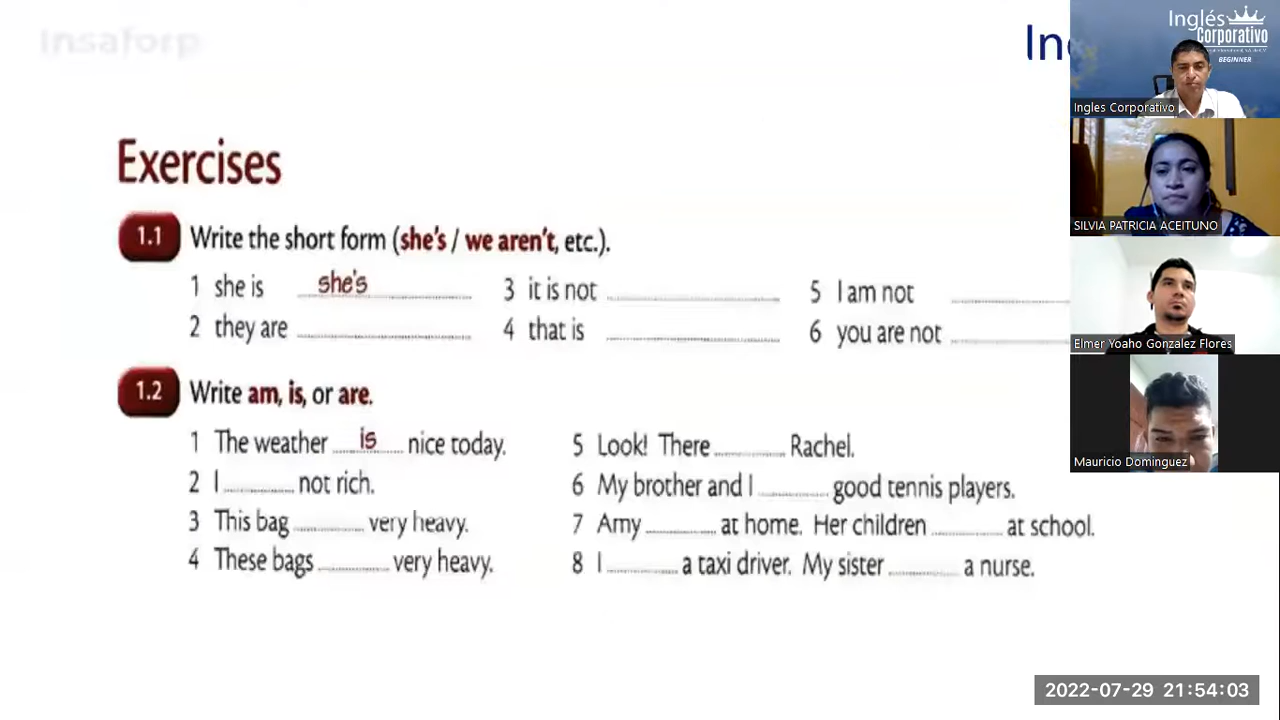 Insaforp
In
Inglés
Corporativo
BEGINNER
Ingles Corporativo
SILVIA PATRICIA ACEITUNO
Elmer Yoaho Gonzalez Flores
Mauricio Dominguez
Exercises
1.1 Write the short form (she's / we aren't, etc.).
1 she is she's 3 it is not 5 I am not
2 they are 4 that is 6 you are not
1.2 Write am, is, or are.
1 The weather is nice today. 5 Look! There Rachel.
2 I not rich. 6 My brother and I good tennis players.
3 This bag very heavy. 7 Amy at home. Her children at school.
4 These bags very heavy. 8 I a taxi driver. My sister a nurse.
2022-07-29 21:54:03